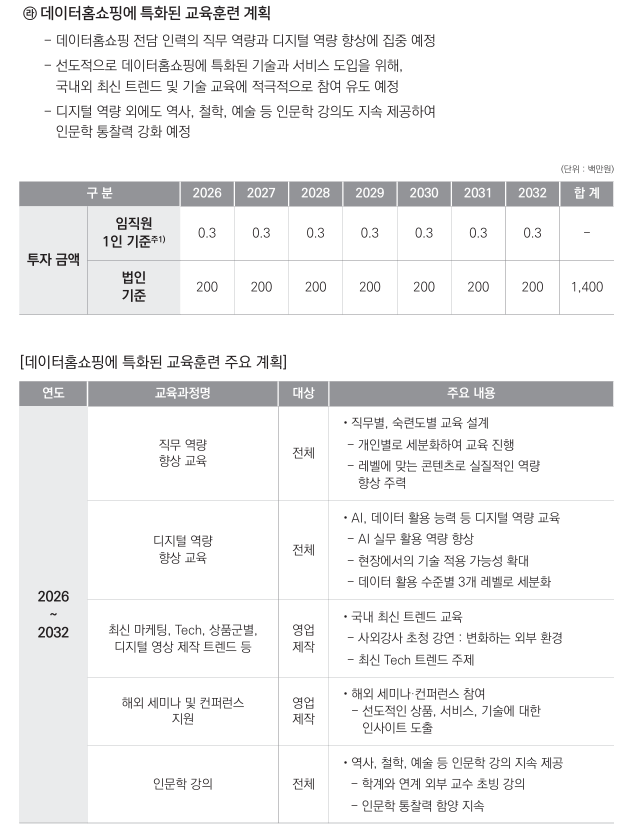 ㉣ 데이터홈쇼핑에 특화된 교육훈련 계획
– 데이터홈쇼핑 전담 인력의 직무 역량과 디지털 역량 향상에 집중 예정
– 선도적으로 데이터홈쇼핑에 특화된 기술과 서비스 도입을 위해,
국내외 최신 트렌드 및 기술 교육에 적극적으로 참여 유도 예정
– 디지털 역량 외에도 역사, 철학, 예술 등 인문학 강의도 지속 제공하여
인문학 통찰력 강화 예정
(단위 : 백만원)
구 분 2026 2027 2028 2029 2030 2031 2032 합 계
투자 금액
임직원
1인 기준주1)
0.3 0.3 0.3 0.3 0.3 0.3 0.3 –
법인
기준
200 200 200 200 200 200 200 1,400
[데이터홈쇼핑에 특화된 교육훈련 주요 계획]
연도 교육과정명 대상 주요 내용
2026
~
2032
직무 역량
향상 교육
전체
• 직무별, 숙련도별 교육 설계
– 개인별로 세분화하여 교육 진행
– 레벨에 맞는 콘텐츠로 실질적인 역량
향상 주력
디지털 역량
향상 교육
전체
• AI, 데이터 활용 능력 등 디지털 역량 교육
– AI 실무 활용 역량 향상
– 현장에서의 기술 적용 가능성 확대
– 데이터 활용 수준별 3개 레벨로 세분화
최신 마케팅, Tech, 상품군별,
디지털 영상 제작 트렌드 등
영업
제작
• 국내 최신 트렌드 교육
– 사외강사 초청 강연 : 변화하는 외부 환경
– 최신 Tech 트렌드 주제
해외 세미나 및 컨퍼런스
지원
영업
제작
• 해외 세미나·컨퍼런스 참여
– 선도적인 상품, 서비스, 기술에 대한
인사이트 도출
인문학 강의
전체
• 역사, 철학, 예술 등 인문학 강의 지속 제공
– 학계와 연계 외부 교수 초빙 강의
– 인문학 통찰력 함양 지속